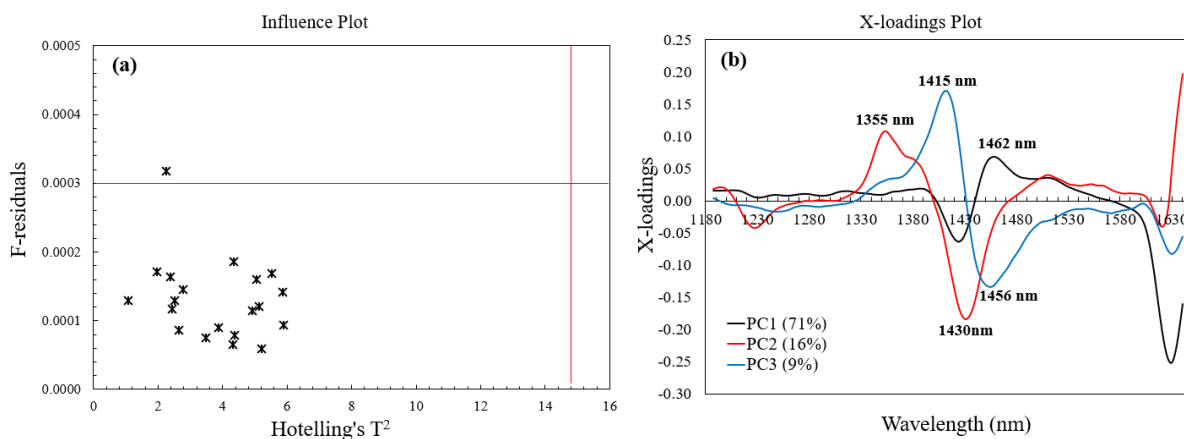 Influence Plot
(a)
F-residuals
0.0005
0.0004
0.0003
0.0002
0.0001
0.0000
0 2 4 6 8 10 12 14 16
Hotelling's T²
X-loadings Plot
(b)
X-loadings
0.25
0.20
0.15
0.10
0.05
0.00
-0.05
-0.10
-0.15
-0.20
-0.25
-0.30
1180 1230 1280 1330 1380 1430 1480 1530 1580 1630
1415 nm
1355 nm
1462 nm
1456 nm
1430nm
PC1 (71%)
PC2 (16%)
PC3 (9%)
Wavelength (nm)